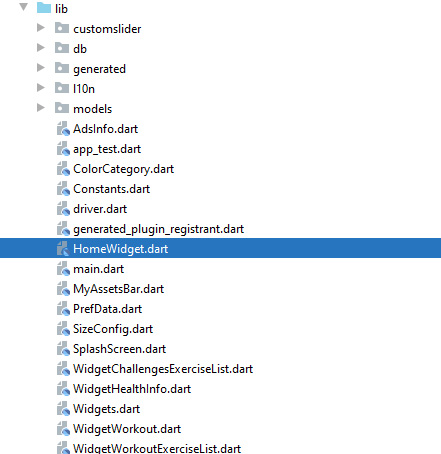 lib
customslider
db
generated
l10n
models
AdsInfo.dart
app_test.dart
ColorCategory.dart
Constants.dart
driver.dart
generated_plugin_registrant.dart
HomeWidget.dart
main.dart
MyAssetsBar.dart
PrefData.dart
SizeConfig.dart
SplashScreen.dart
WidgetChallengesExerciseList.dart
WidgetHealthInfo.dart
Widgets.dart
WidgetWorkout.dart
WidgetWorkoutExerciseList.dart